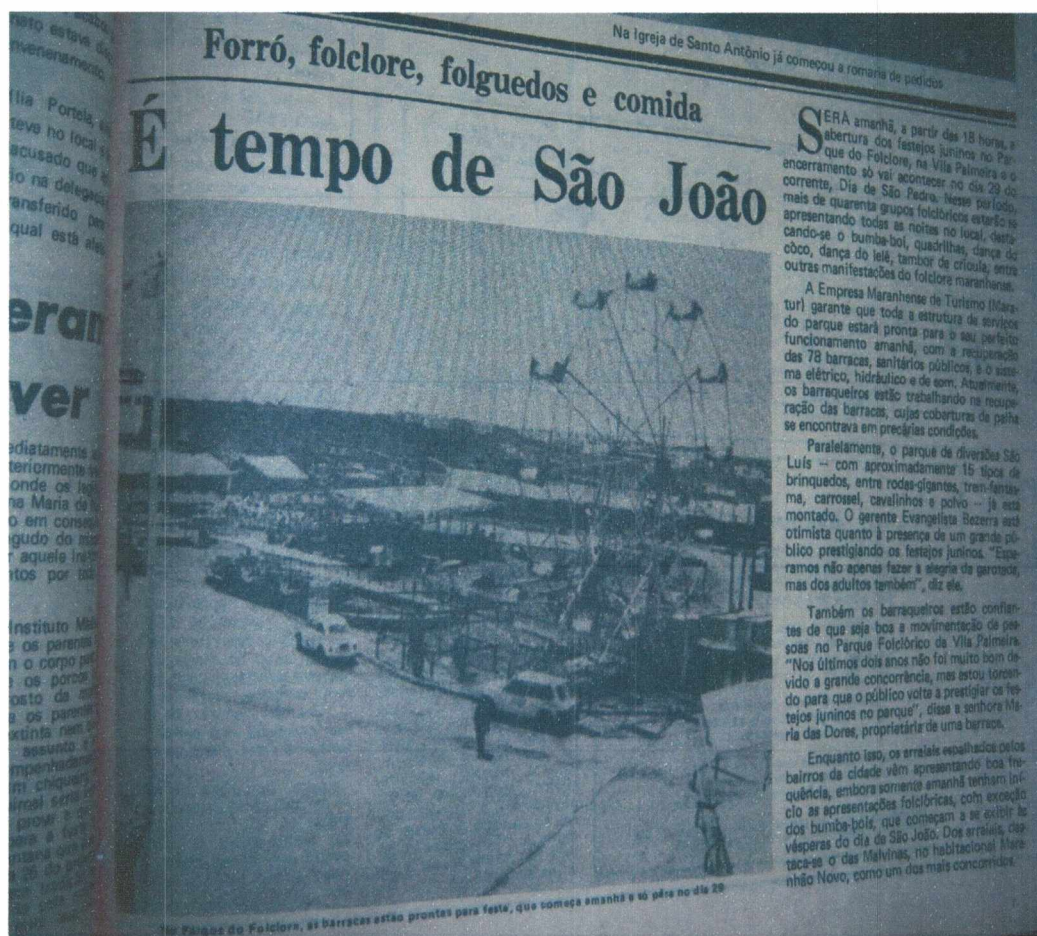 Na Igreja de Santo Antônio já começou a romaria de pedidos
Forró, folclore, folguedos e comida
É tempo de São João
SERÁ amanhã, a partir das 18 horas, a
abertura dos festejos juninos no Par-
que do Folclore, na Vila Palmeira e o
encerramento só vai acontecer no dia 29 do
corrente, Dia de São Pedro. Nesse período,
mais de quarenta grupos folclóricos estarão se
apresentando todas as noites no local, desta-
cando-se o bumba-boi, quadrilhas, dança do
côco, dança do lelê, tambor de crioula, entre
outras manifestações do folclore maranhense.
A Empresa Maranhense de Turismo (Mara-
tur) garante que toda a estrutura de serviços
do parque estará pronta para o seu perfeito
funcionamento amanhã, com a recuperação
das 78 barracas, sanitários públicos, e o siste-
ma elétrico, hidráulico e de som. Atualmente,
os barraqueiros estão trabalhando na recupe-
ração das barracas, cujas coberturas de palha
se encontrava em precárias condições.
Paralelamente, o parque de diversões São
Luís — com aproximadamente 15 tipos de
brinquedos, entre rodas-gigantes, trem-fantas-
ma, carrossel, cavalinhos e polvo — já está
montado. O gerente Evangelista Bezerra está
otimista quanto à presença de um grande pú-
blico prestigiando os festejos juninos. "Espe-
ramos não apenas fazer a alegria da garotada,
mas dos adultos também", diz ele.
Também os barraqueiros estão confian-
tes de que seja boa a movimentação de pes-
soas no Parque Folclórico da Vila Palmeira.
"Nos últimos dois anos não foi muito bom de-
vido a grande concorrência, mas estou torcen-
do para que o público volte a prestigiar os fes-
tejos juninos no parque", disse a senhora Ma-
ria das Dores, proprietária de uma barraca.
Enquanto isso, os arraiais espalhados pelos
bairros da cidade vêm apresentando boa fre-
quência, embora somente amanhã tenham iní-
cio as apresentações folclóricas, com exceção
dos bumba-bois, que começam a se exibir às
vésperas do dia de São João. Dos arraiais, des-
taca-se o das Malvinas, no habitacional Mara-
nhão Novo, como um dos mais concorridos.
No Parque do Folclore, as barracas estão prontas para festa, que começa amanhã e só pára no dia 29